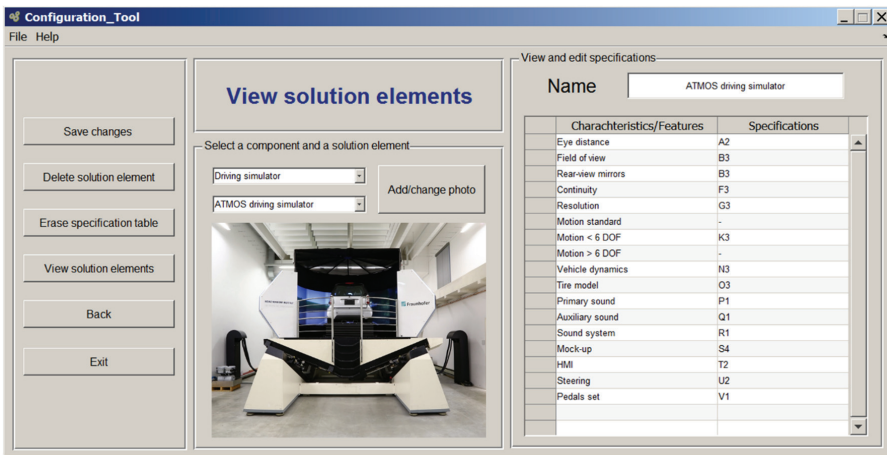 Configuration_Tool
File Help
Save changes
Delete solution element
Erase specification table
View solution elements
Back
Exit
View solution elements
Select a component and a solution element
Driving simulator
ATMOS driving simulator
Add/change photo
Fraunhofer
View and edit specifications
Name ATMOS driving simulator
Charachteristics/Features Specifications
Eye distance A2
Field of view B3
Rear-view mirrors B3
Continuity F3
Resolution G3
Motion standard -
Motion < 6 DOF K3
Motion > 6 DOF -
Vehicle dynamics N3
Tire model O3
Primary sound P1
Auxiliary sound Q1
Sound system R1
Mock-up S4
HMI T2
Steering U2
Pedals set V1